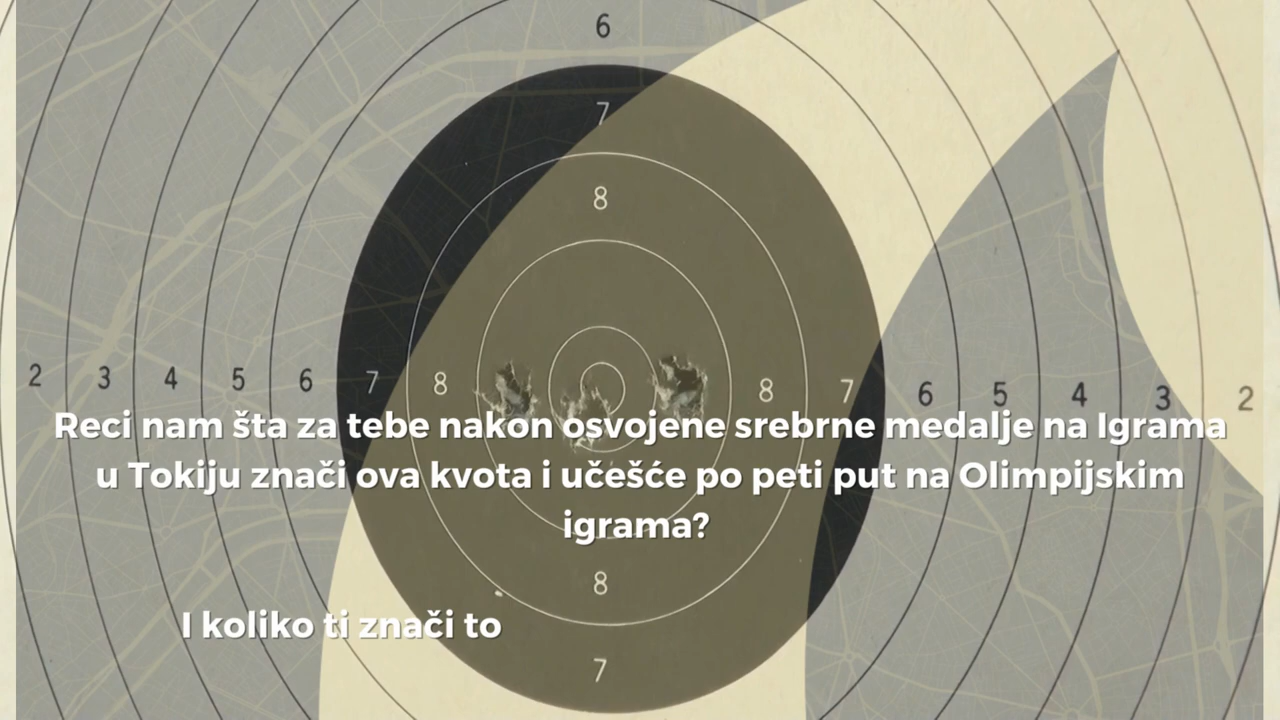 6
7
8
2 3 4 5 6 7 8 8 7 6 5 4 3 2
Reci nam šta za tebe nakon osvojene srebrne medalje na Igrama
u Tokiju znači ova kvota i učešće po peti put na Olimpijskim
igrama?
8
I koliko ti znači to
7